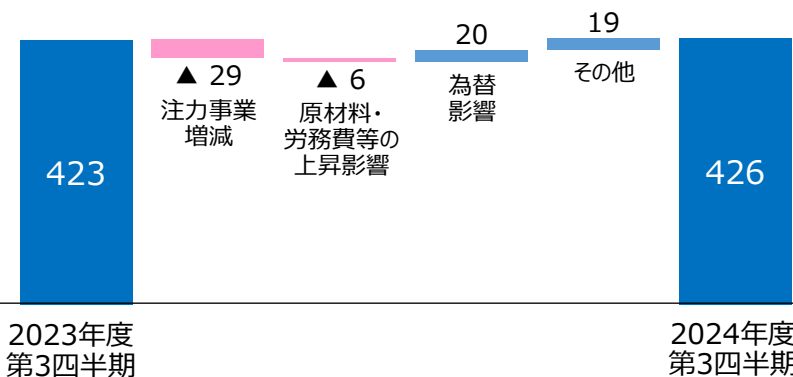 423
▲ 29
注力事業
増減
▲ 6
原材料・
労務費等の
上昇影響
20
為替
影響
19
その他
426
2023年度
第3四半期
2024年度
第3四半期